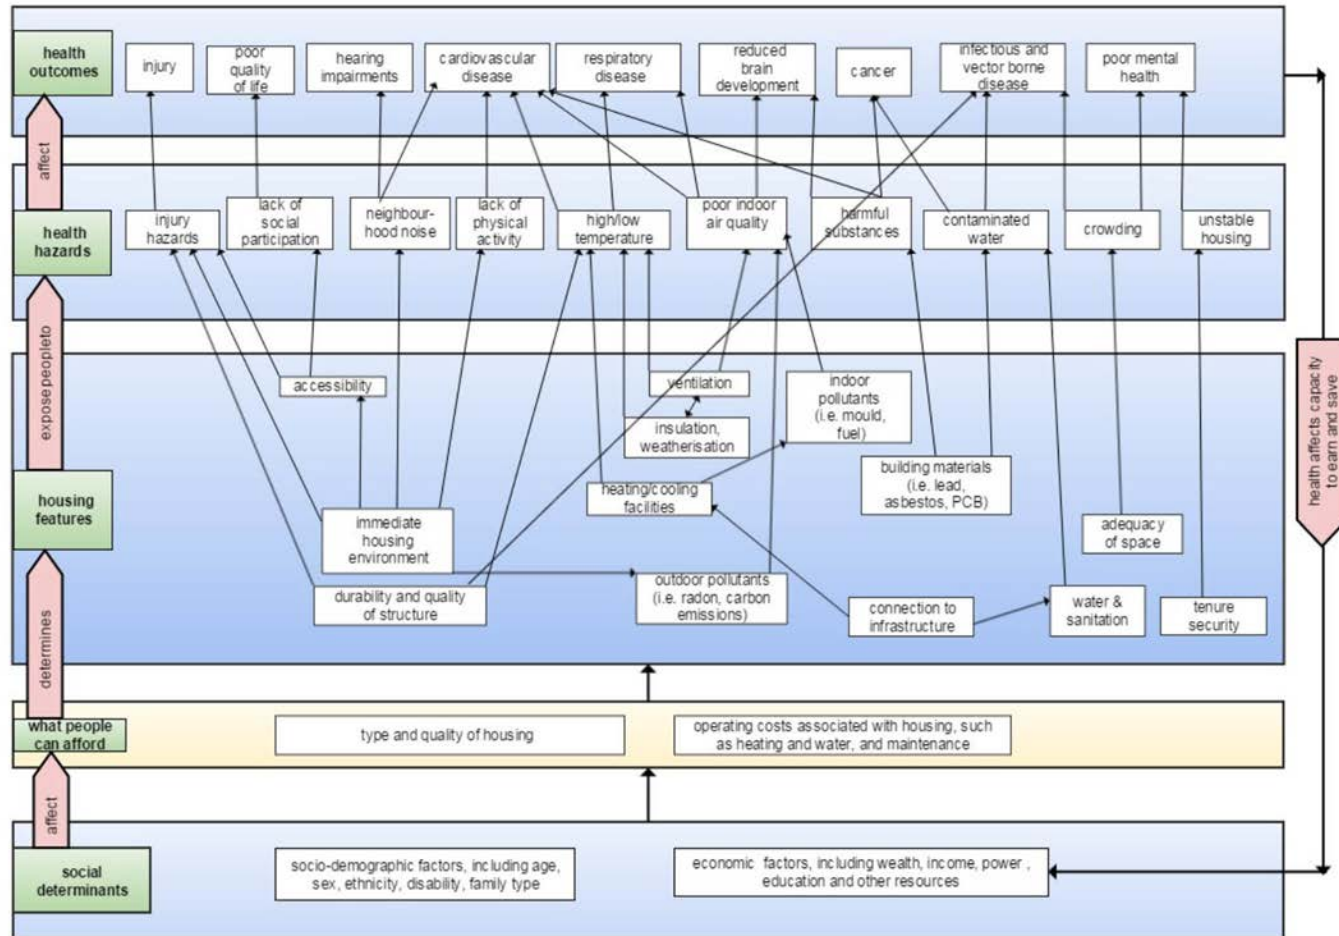 health
outcomes
injury
poor
quality
of life
hearing
impairments
cardiovascular
disease
respiratory
disease
reduced
brain
development
cancer
infectious and
vector borne
disease
poor mental
health
affect
health
hazards
injury
hazards
lack of
social
participation
neighbour-
hood noise
lack of
physical
activity
high/low
temperature
poor indoor
air quality
harmful
substances
contaminated
water
crowding
unstable
housing
exposepeopleto
housing
features
accessibility
ventilation
insulation,
weatherisation
indoor
pollutants
(i.e. mould,
fuel)
heating/cooling
facilities
building materials
(i.e. lead,
asbestos, PCB)
immediate
housing
environment
adequacy
of space
durability and quality
of structure
outdoor pollutants
(i.e. radon, carbon
emissions)
connection to
infrastructure
water &
sanitation
tenure
security
determines
what people
can afford
type and quality of housing
operating costs associated with housing, such
as heating and water, and maintenance
affect
social
determinants
socio-demographic factors, including age,
sex, ethnicity, disability, family type
economic factors, including wealth, income, power ,
education and other resources
health affects capacity
to earn and save